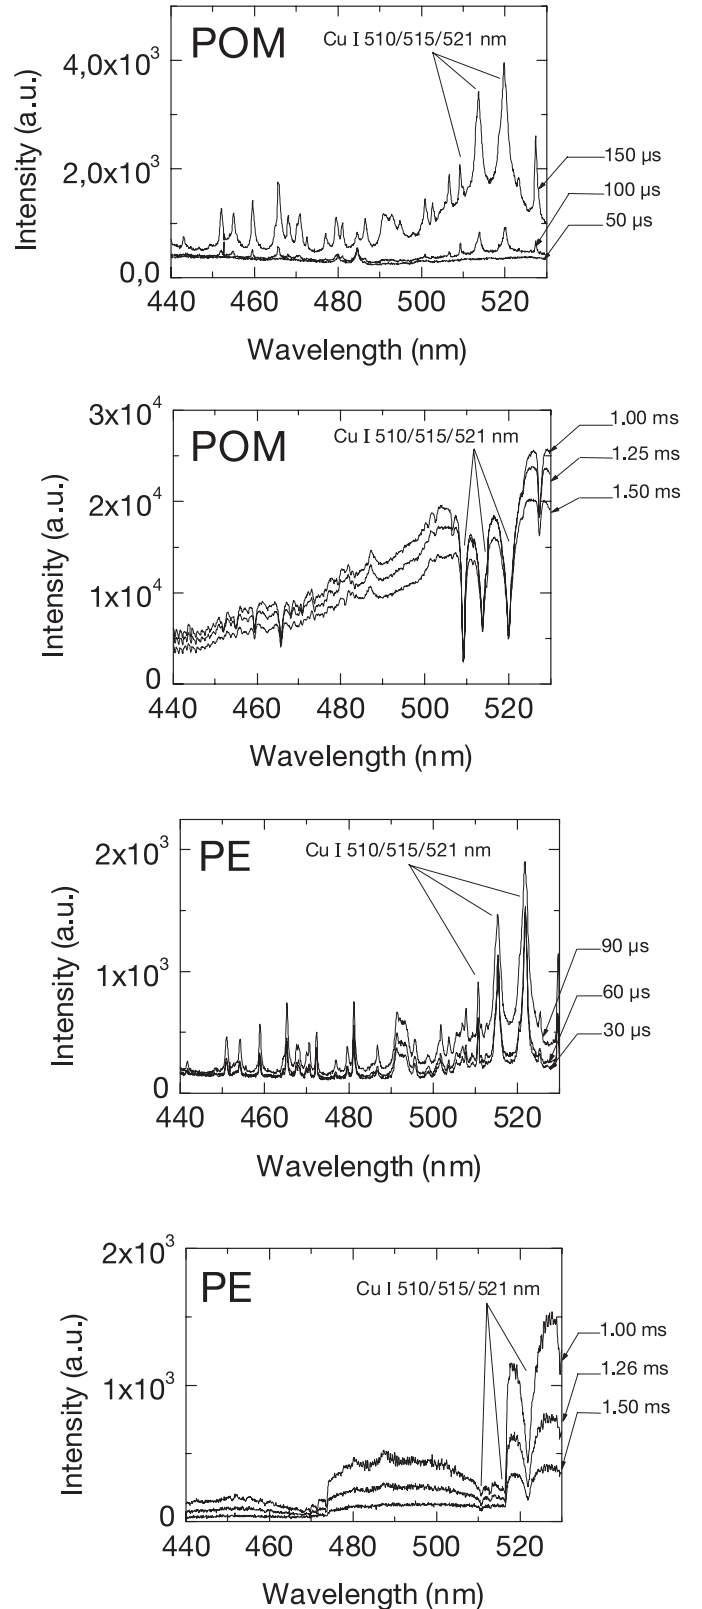 POM
Cu I 510/515/521 nm
4,0x10³
2,0x10³
0,0
Intensity (a.u.)
150 µs
100 µs
50 µs
440 460 480 500 520
Wavelength (nm)
POM
Cu I 510/515/521 nm
3x10⁴
2x10⁴
1x10⁴
0
Intensity (a.u.)
1.00 ms
1.25 ms
1.50 ms
440 460 480 500 520
Wavelength (nm)
PE
Cu I 510/515/521 nm
2x10³
1x10³
0
Intensity (a.u.)
90 µs
60 µs
30 µs
440 460 480 500 520
Wavelength (nm)
PE
Cu I 510/515/521 nm
2x10³
1x10³
0
Intensity (a.u.)
1.00 ms
1.26 ms
1.50 ms
440 460 480 500 520
Wavelength (nm)